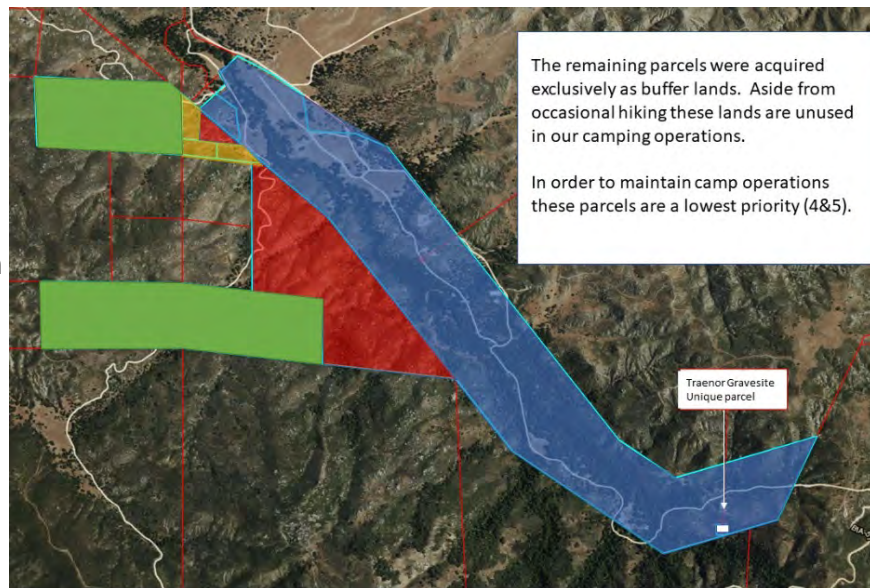 The remaining parcels were acquired
exclusively as buffer lands.  Aside from
occasional hiking these lands are unused
in our camping operations.
In order to maintain camp operations
these parcels are a lowest priority (4&5).
Traenor Gravesite
Unique parcel